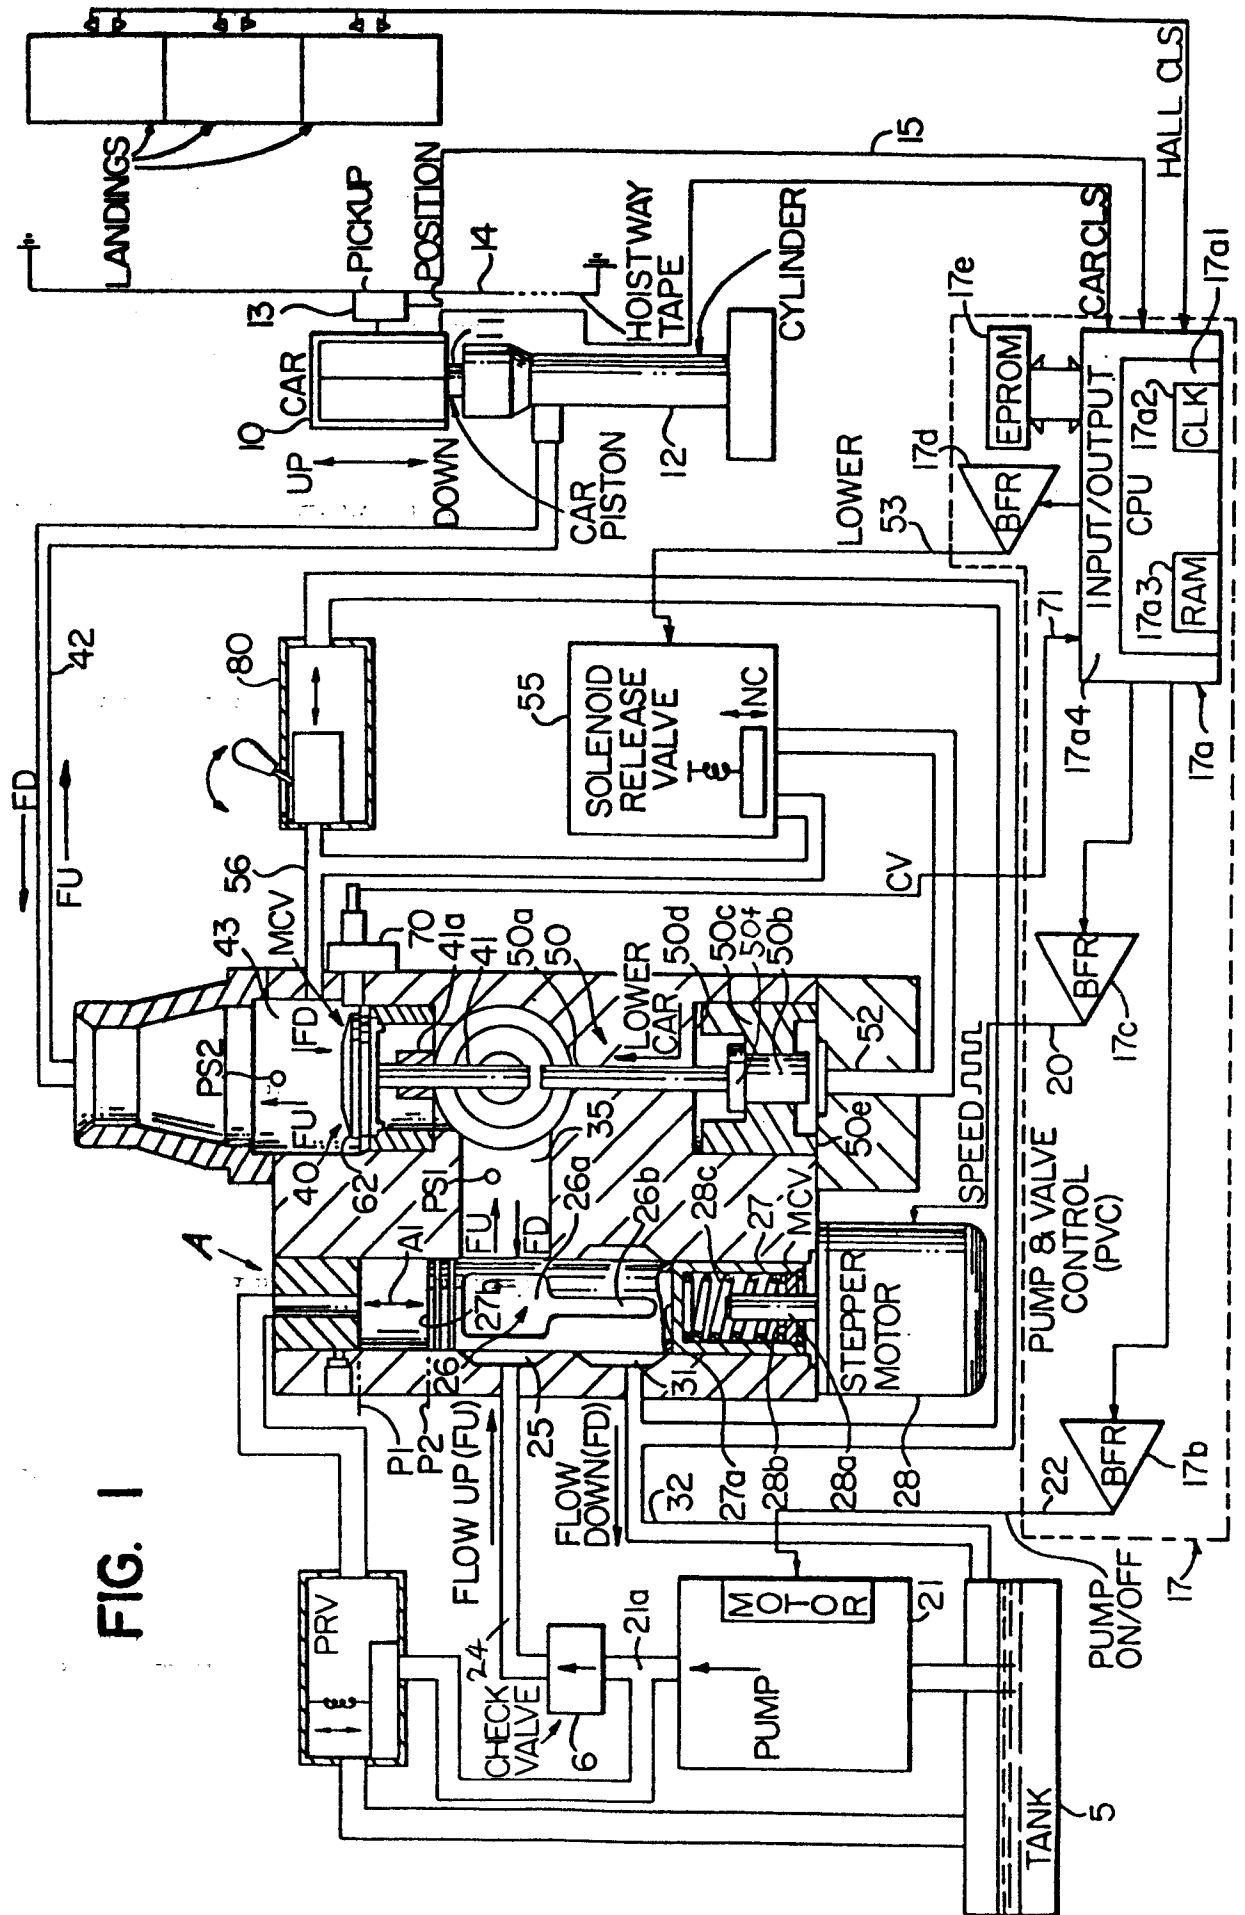 FIG. 1
LANDINGS
PICKUP
13
POSITION
14
15
HALL CLS
HOISTWAY
TAPE
CYLINDER
CAR CLS
10
CAR
11
UP
DOWN
CAR
PISTON
12
LOWER
53
17d
17e
EPROM
BFR
INPUT/OUTPUT
CPU
17a1
17a2
CLK
17a3
RAM
17a4
17a
71
FD
FU
42
80
56
MCV
43
PS2
FU
FD
40
62
70
41a
41
50a
50
LOWER
CAR
50d
50c
50f
50b
50e
52
55
SOLENOID
RELEASE
VALVE
NC
CV
A
A1
27b
26
PS1
FU
FD
35
26a
26b
28c
27
MCV
31
25
P1
P2
FLOW UP (FU)
FLOW
DOWN(FD)
32
27a
28b
28a
28
STEPPER
MOTOR
SPEED
20
17c
BFR
PUMP & VALVE
CONTROL
(PVC)
BFR
17b
22
17
PUMP
ON/OFF
PRV
24
CHECK
VALVE
6
21a
PUMP
MOTOR
21
TANK
5